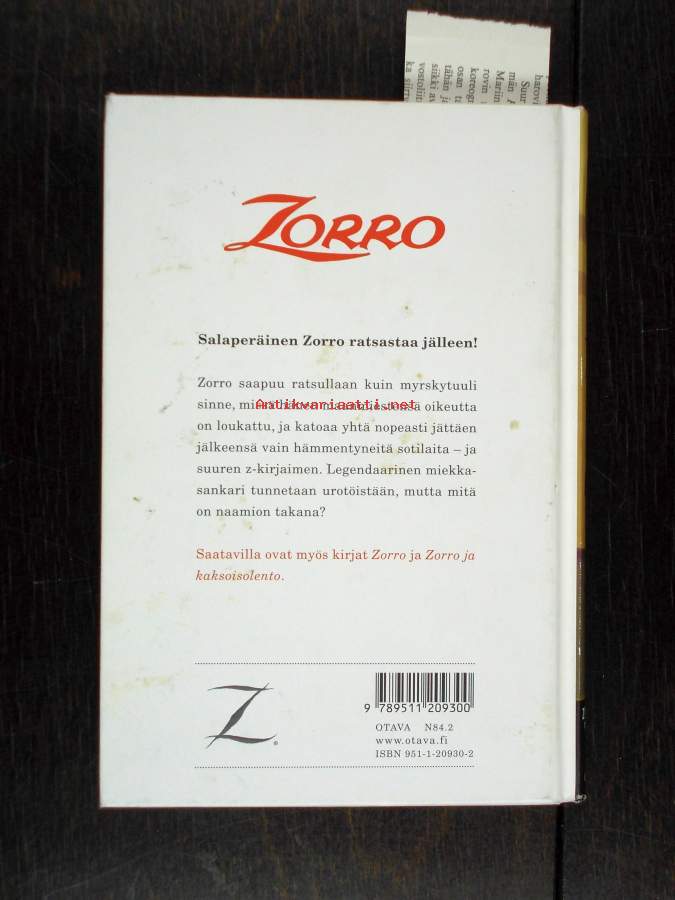 ZORRO
Salaperäinen Zorro ratsastaa jälleen!
Zorro saapuu ratsullaan kuin myrskytuuli
sinne, oikeutta
Antikvariaatti.net
on loukattu, ja katoaa yhtä nopeasti jättäen
jälkeensä vain hämmentyneitä sotilaita – ja
suuren z-kirjaimen. Legendaarinen miekka-
sankari tunnetaan urotöistään, mutta mitä
on naamion takana?
Saatavilla ovat myös kirjat Zorro ja Zorro ja
kaksoisolento.
Z®
9 789511 209300
OTAVA N84.2
www.otava.fi
ISBN 951-1-20930-2